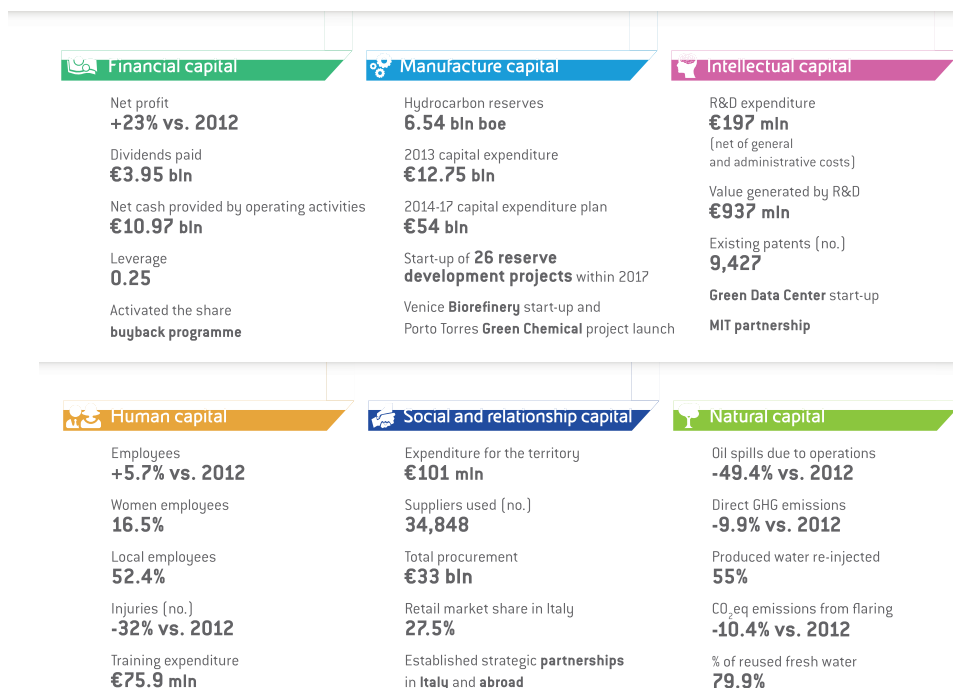 Financial capital
Net profit
+23% vs. 2012
Dividends paid
€3.95 bln
Net cash provided by operating activities
€10.97 bln
Leverage
0.25
Activated the share
buyback programme
Manufacture capital
Hydrocarbon reserves
6.54 bln boe
2013 capital expenditure
€12.75 bln
2014-17 capital expenditure plan
€54 bln
Start-up of 26 reserve
development projects within 2017
Venice Biorefinery start-up and
Porto Torres Green Chemical project launch
Intellectual capital
R&D expenditure
€197 mln
(net of general
and administrative costs)
Value generated by R&D
€937 mln
Existing patents (no.)
9,427
Green Data Center start-up
MIT partnership
Human capital
Employees
+5.7% vs. 2012
Women employees
16.5%
Local employees
52.4%
Injuries (no.)
-32% vs. 2012
Training expenditure
€75.9 mln
Social and relationship capital
Expenditure for the territory
€101 mln
Suppliers used (no.)
34,848
Total procurement
€33 bln
Retail market share in Italy
27.5%
Established strategic partnerships
in Italy and abroad
Natural capital
Oil spills due to operations
-49.4% vs. 2012
Direct GHG emissions
-9.9% vs. 2012
Produced water re-injected
55%
CO₂eq emissions from flaring
-10.4% vs. 2012
% of reused fresh water
79.9%